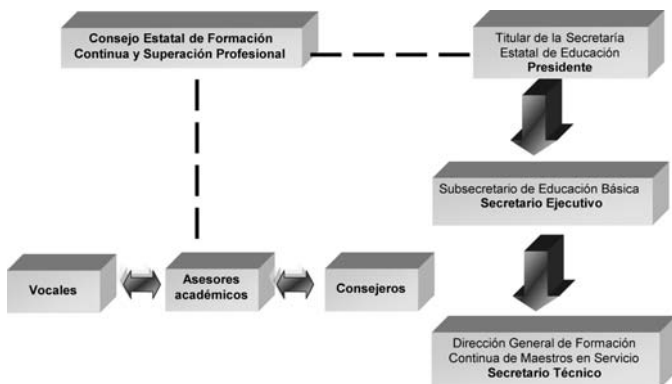 Consejo Estatal de Formación
Continua y Superación Profesional
Titular de la Secretaría
Estatal de Educación
Presidente
Subsecretario de Educación Básica
Secretario Ejecutivo
Vocales
Asesores
académicos
Consejeros
Dirección General de Formación
Continua de Maestros en Servicio
Secretario Técnico